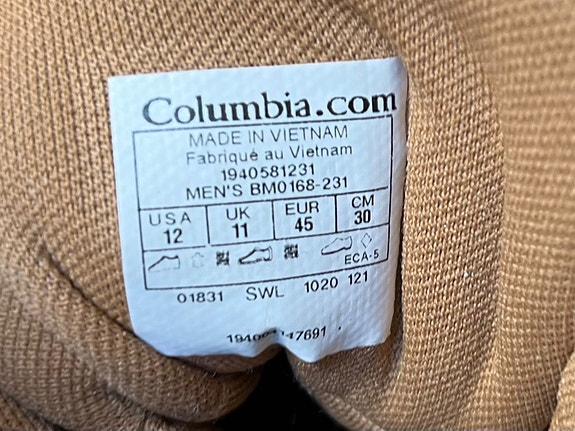 Columbia.com
MADE IN VIETNAM
Fabriqué au Vietnam
1940581231
MEN'S BM0168-231
USA UK EUR CM
12 11 45 30
ECA-5
01831 SWL 1020 121